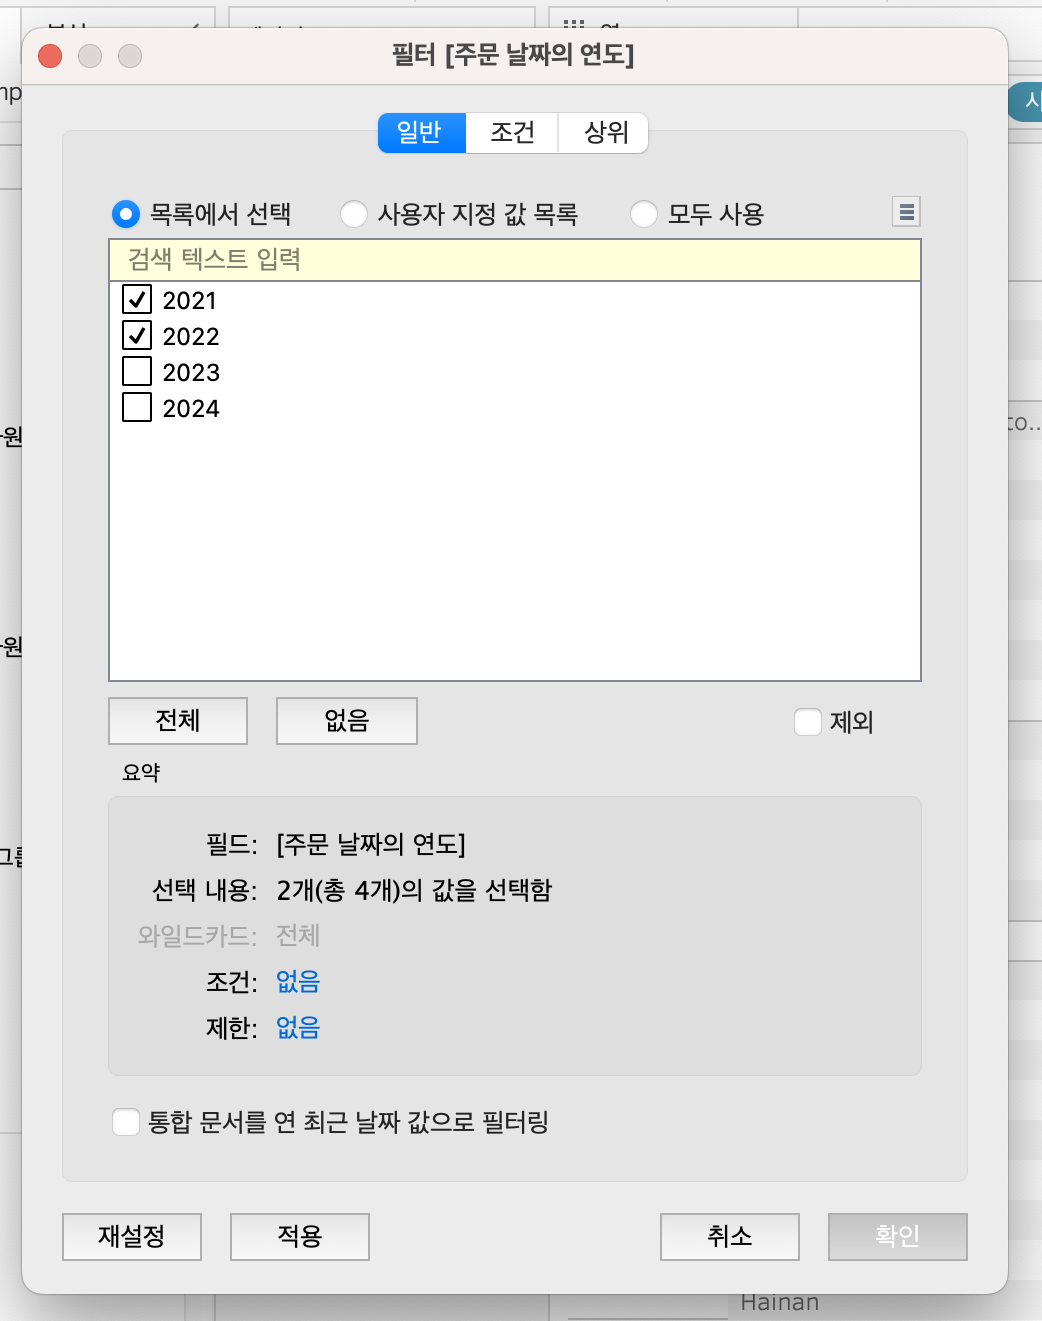 필터 [주문 날짜의 연도]
일반 조건 상위
목록에서 선택 사용자 지정 값 목록 모두 사용
검색 텍스트 입력
2021
2022
2023
2024
전체 없음 제외
요약
필드: [주문 날짜의 연도]
선택 내용: 2개(총 4개)의 값을 선택함
와일드카드: 전체
조건: 없음
제한: 없음
통합 문서를 연 최근 날짜 값으로 필터링
재설정 적용 취소 확인
Hainan